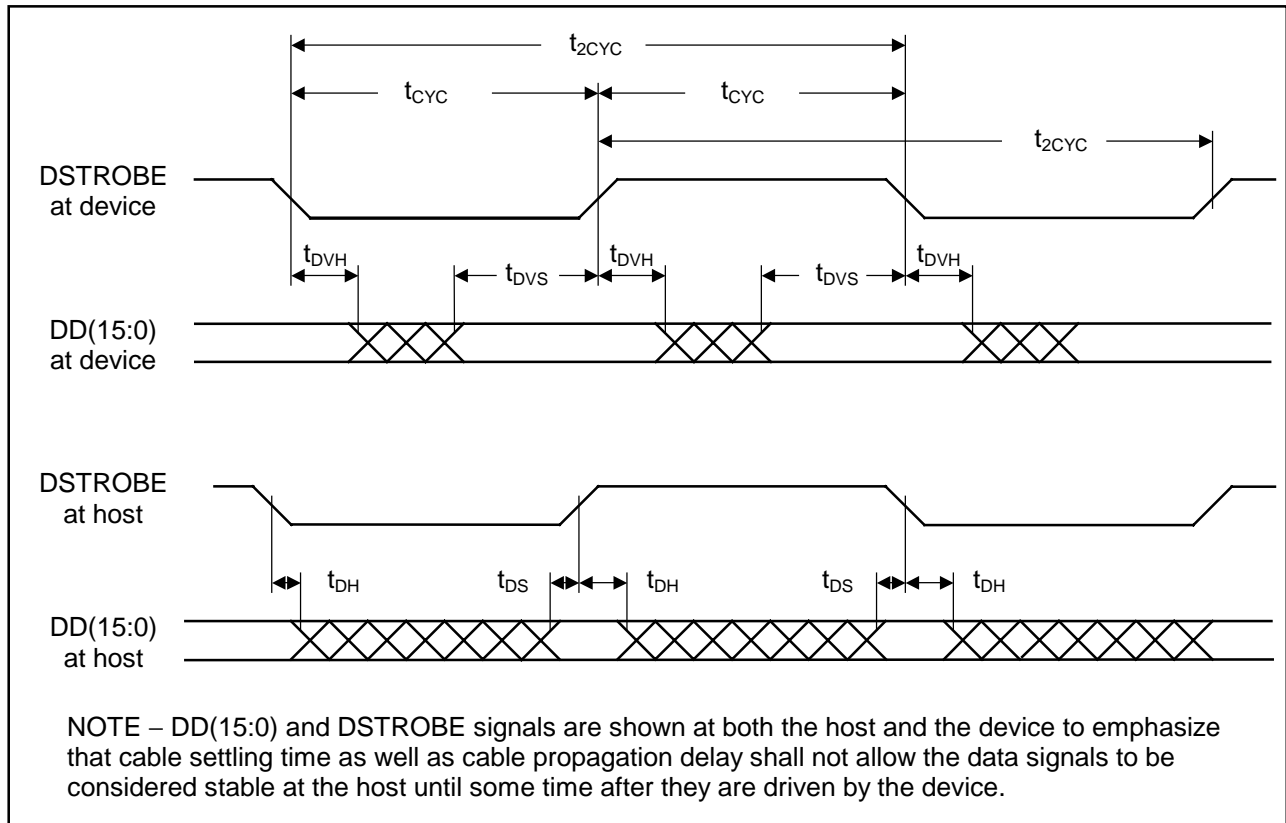 t2CYC
tCYC tCYC
t2CYC
DSTROBE
at device
tDVH tDVS tDVH tDVS tDVH
DD(15:0)
at device
DSTROBE
at host
tDH tDS tDH tDS tDH
DD(15:0)
at host
NOTE – DD(15:0) and DSTROBE signals are shown at both the host and the device to emphasize
that cable settling time as well as cable propagation delay shall not allow the data signals to be
considered stable at the host until some time after they are driven by the device.